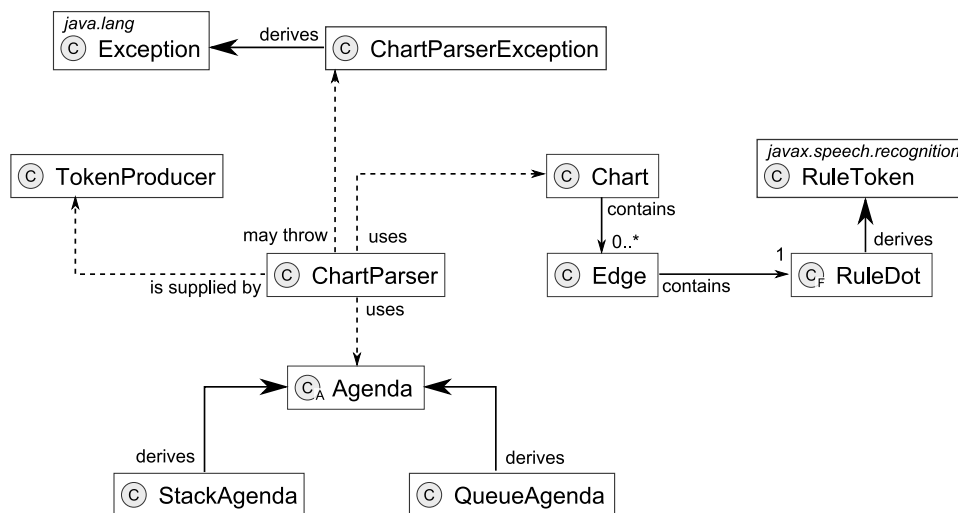 java.lang
C Exception
derives
C ChartParserException
C TokenProducer
C Chart
javax.speech.recognition
C RuleToken
contains
may throw
uses
0..*
1
derives
is supplied by
C ChartParser
C Edge
contains
C F RuleDot
uses
C A Agenda
derives
derives
C StackAgenda
C QueueAgenda